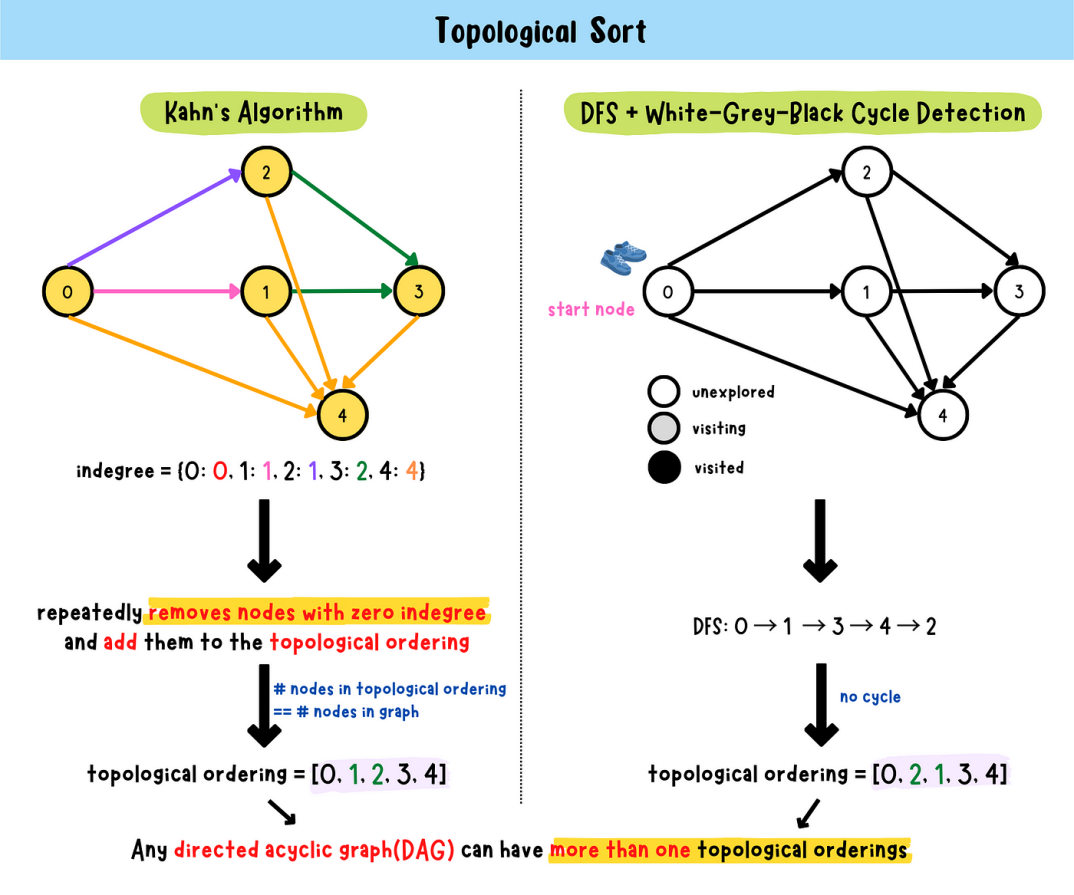 Topological Sort
Kahn's Algorithm
2
0
1
3
4
indegree = {0: 0, 1: 1, 2: 1, 3: 2, 4: 4}
repeatedly removes nodes with zero indegree
and add them to the topological ordering
# nodes in topological ordering
== # nodes in graph
topological ordering = [0, 1, 2, 3, 4]
DFS + White-Grey-Black Cycle Detection
2
0
1
3
start node
4
unexplored
visiting
visited
DFS: 0 → 1 → 3 → 4 → 2
no cycle
topological ordering = [0, 2, 1, 3, 4]
Any directed acyclic graph(DAG) can have more than one topological orderings